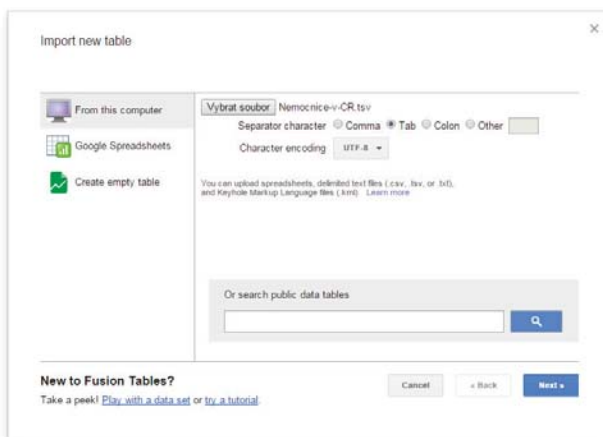 Import new table
From this computer
Google Spreadsheets
Create empty table
Vybrat soubor Nemocnice-v-CR.tsv
Separator character Comma Tab Colon Other
Character encoding UTF-8
You can upload spreadsheets, delimited text files (.csv, .tsv, or .txt),
and Keyhole Markup Language files (.kml). Learn more
Or search public data tables
New to Fusion Tables?
Take a peek! Play with a data set or try a tutorial.
Cancel « Back Next »